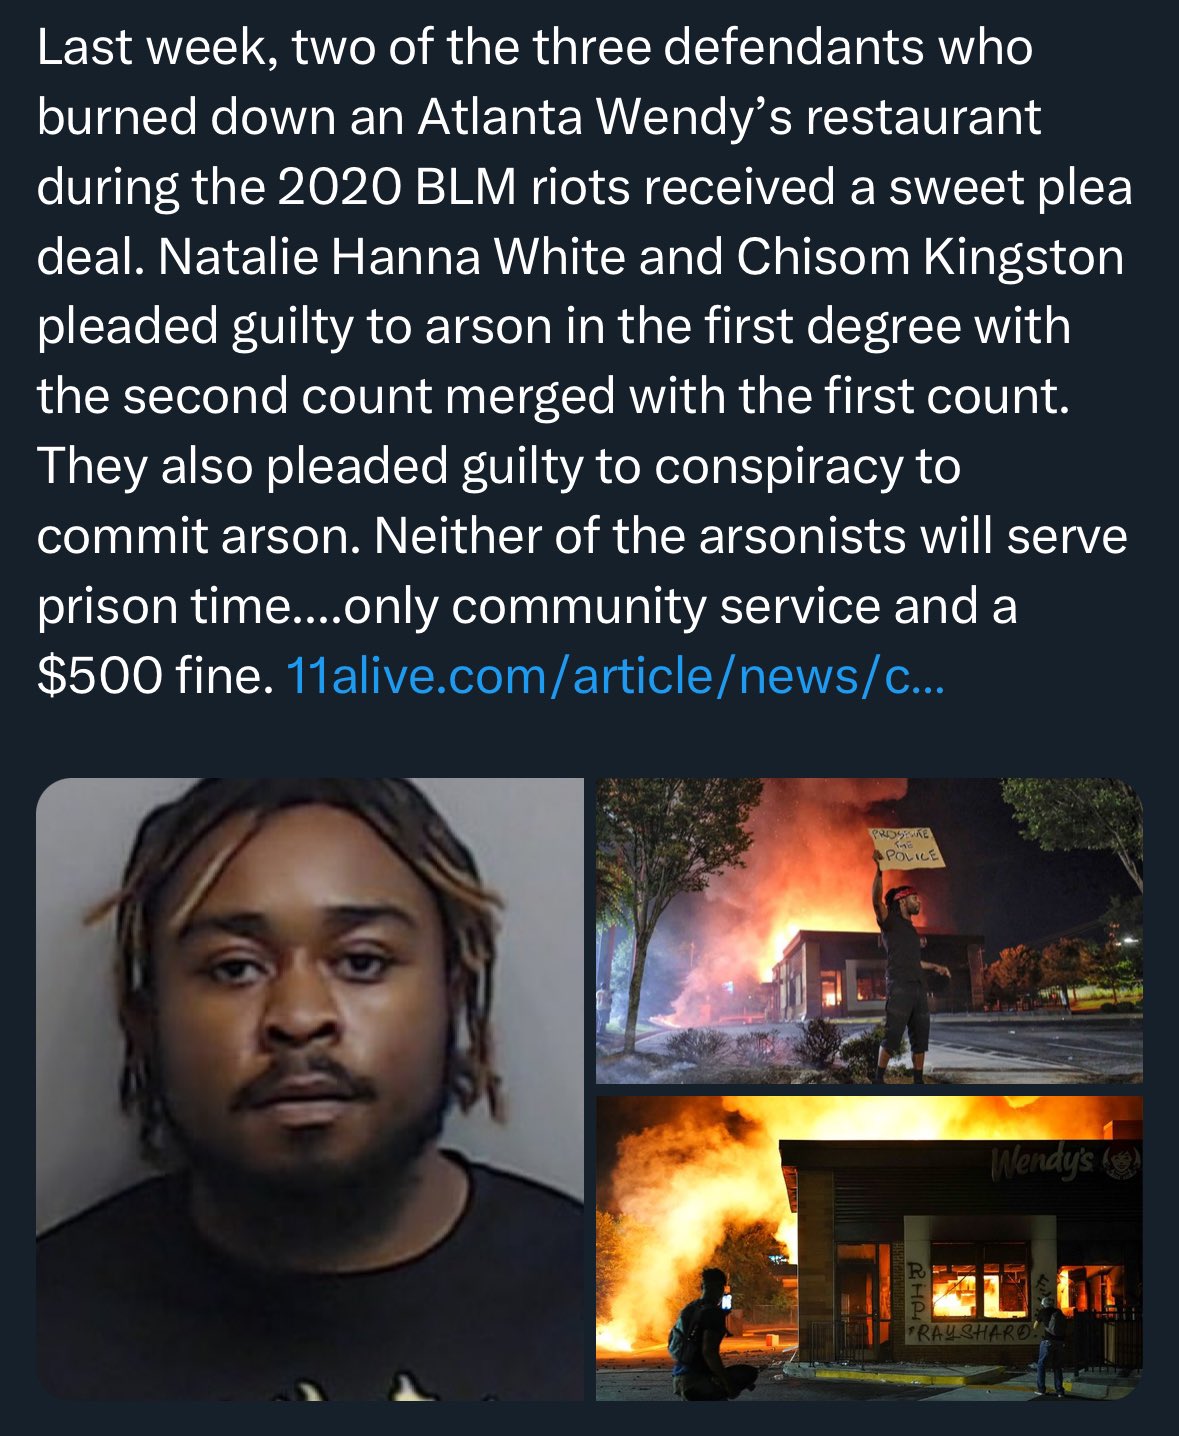 Last week, two of the three defendants who
burned down an Atlanta Wendy’s restaurant
during the 2020 BLM riots received a sweet plea
deal. Natalie Hanna White and Chisom Kingston
pleaded guilty to arson in the first degree with
the second count merged with the first count.
They also pleaded guilty to conspiracy to
commit arson. Neither of the arsonists will serve
prison time....only community service and a
$500 fine. 11alive.com/article/news/c...
PROSECUTE
THE
POLICE
Wendy's
RIP
"RAYSHARD"